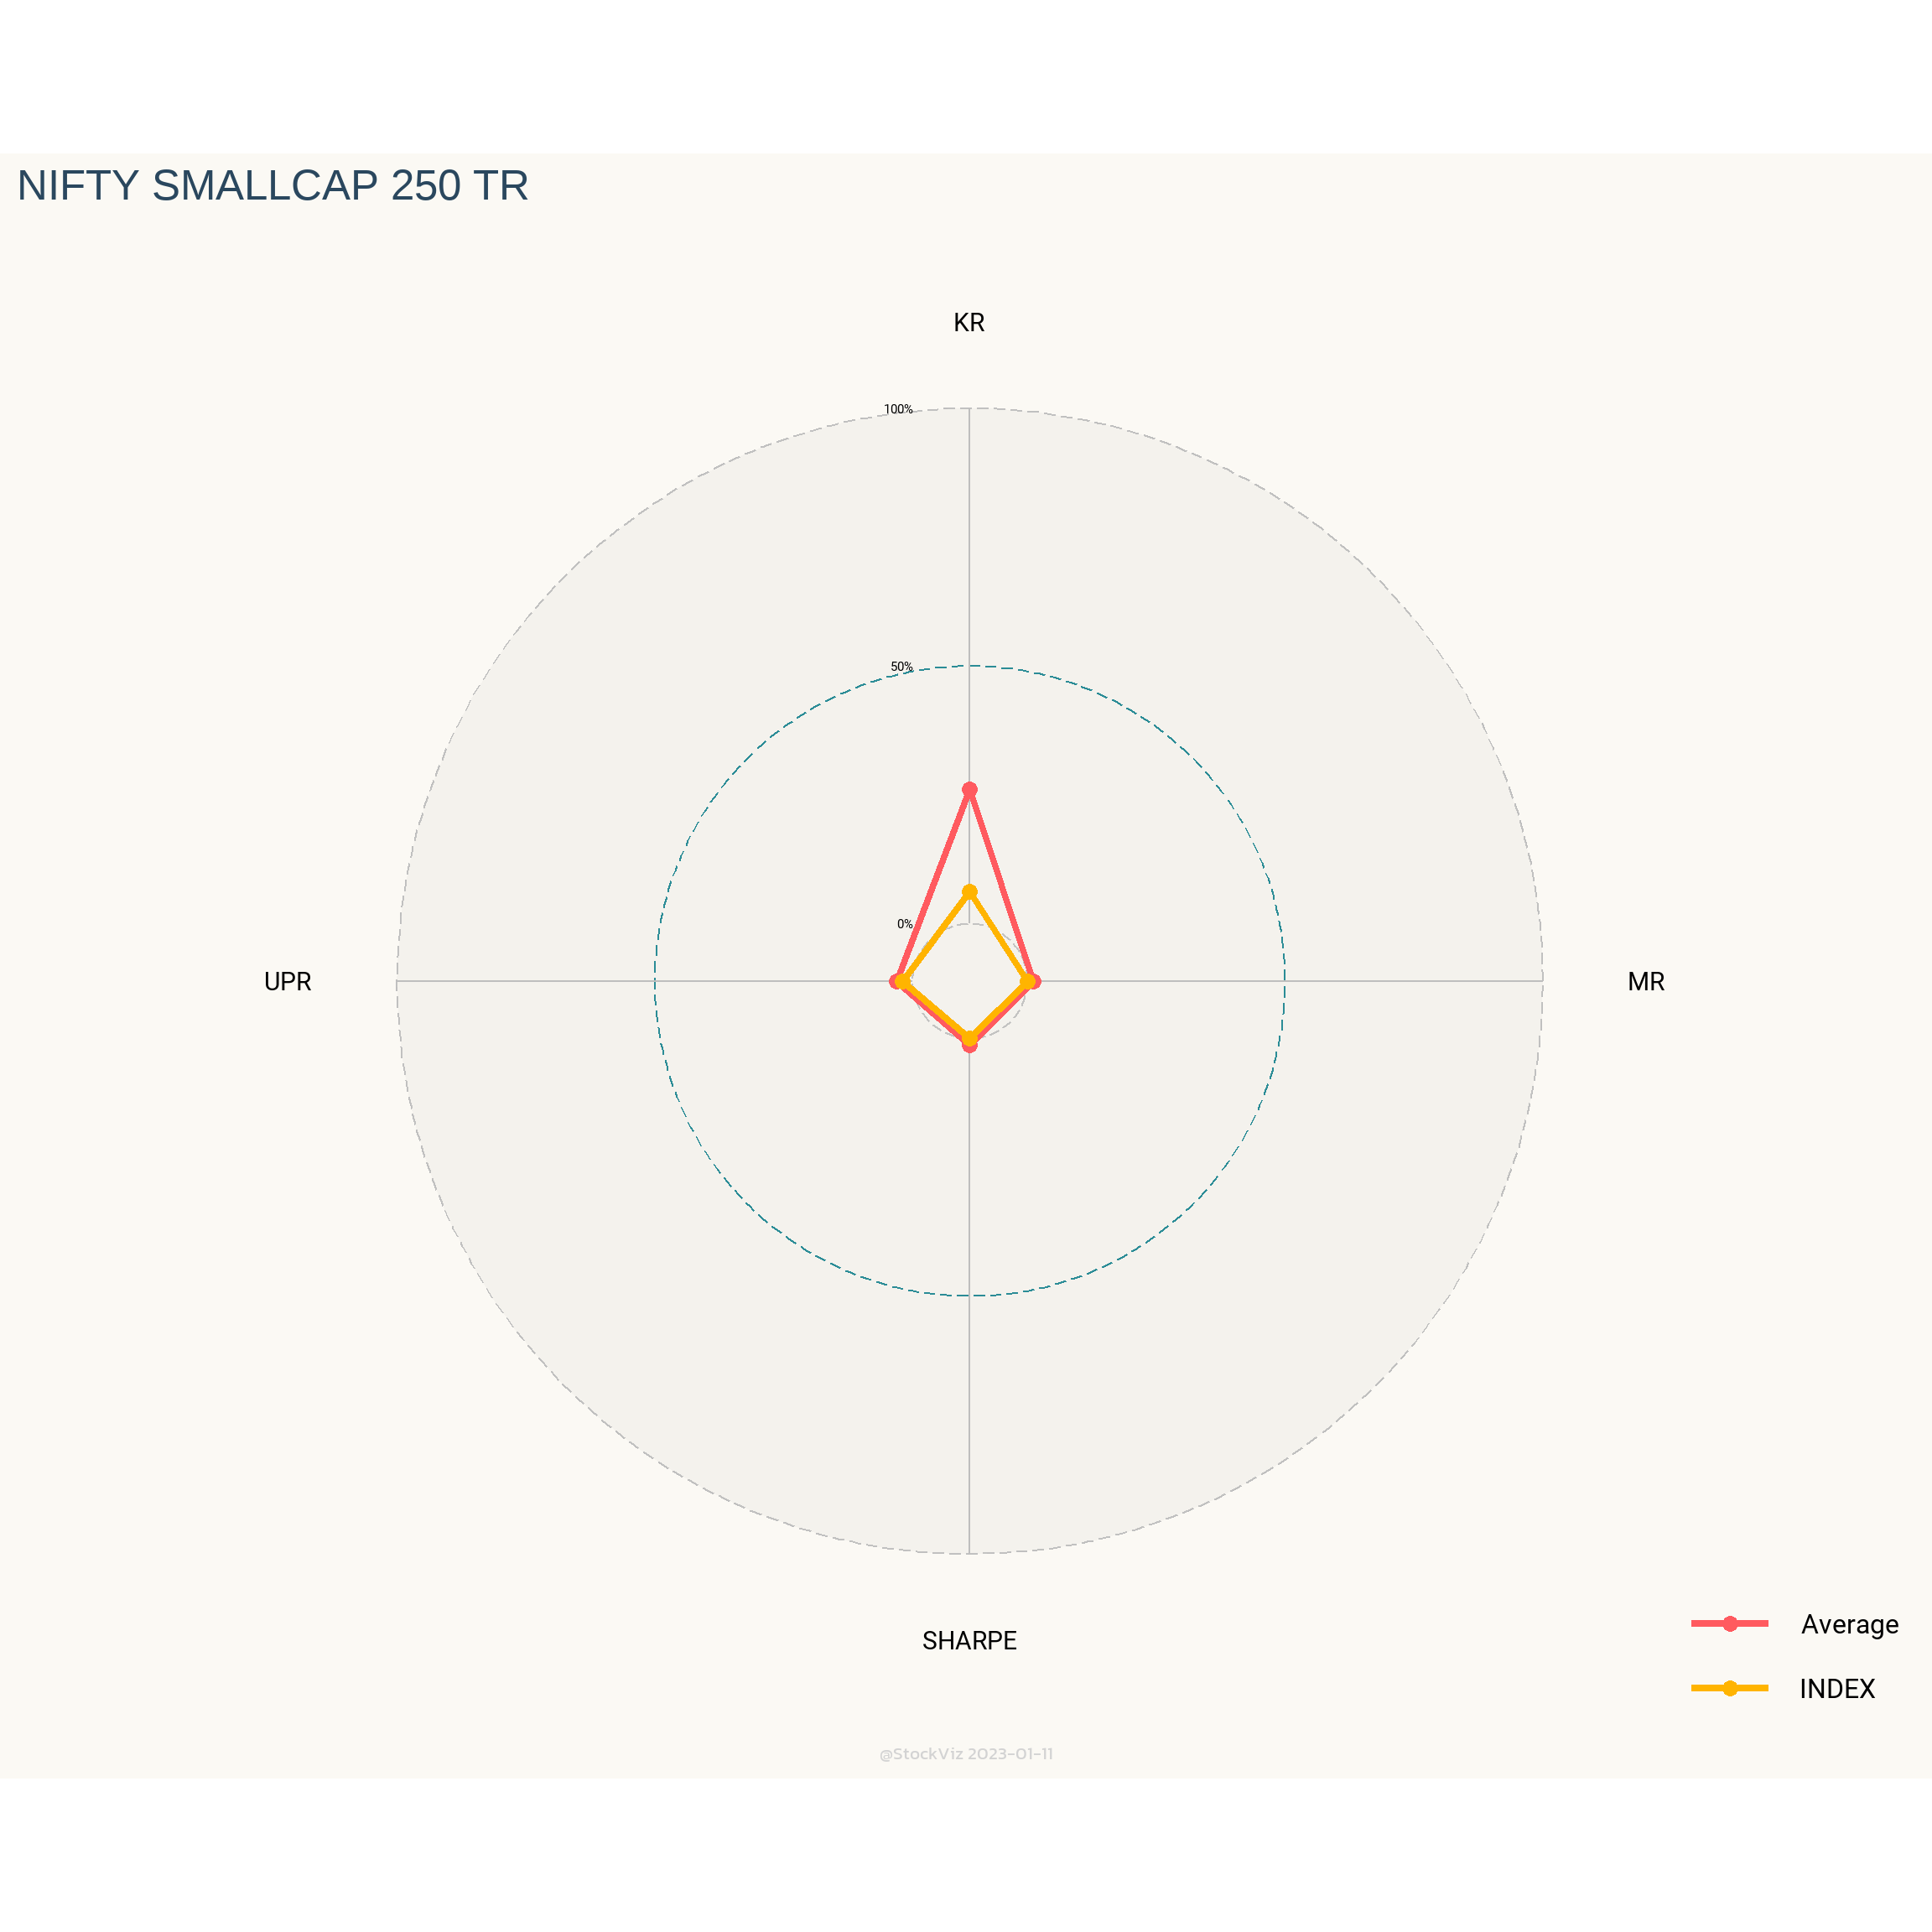 NIFTY SMALLCAP 250 TR
KR
100%
50%
0%
UPR
MR
SHARPE
Average
INDEX
@StockViz 2023-01-11